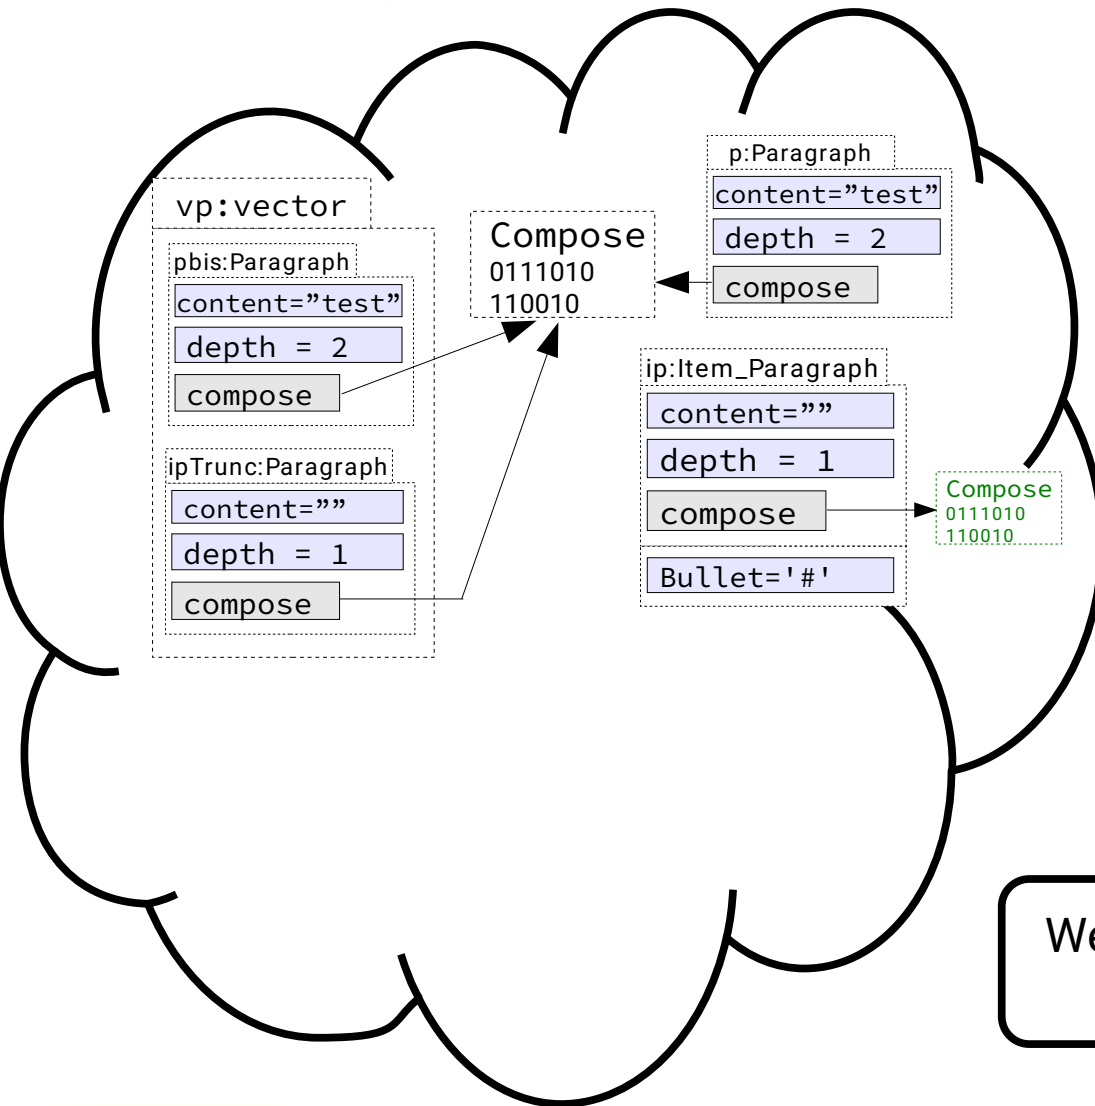 vp:vector
pbis:Paragraph
content=”test”
depth = 2
compose
ipTrunc:Paragraph
content=””
depth = 1
compose
Compose
0111010
110010
p:Paragraph
content=”test”
depth = 2
compose
ip:Item_Paragraph
content=””
depth = 1
compose
Bullet='#'
Compose
0111010
110010